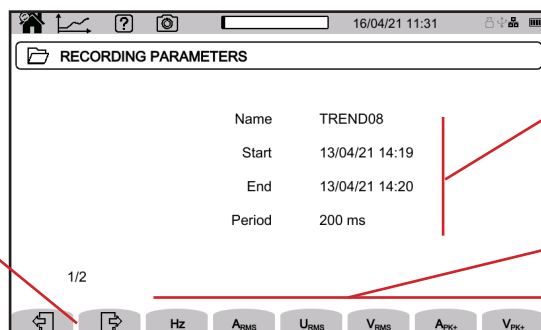 ? 16/04/21 11:31
RECORDING PARAMETERS
Name TREND08
Start 13/04/21 14:19
End 13/04/21 14:20
Period 200 ms
1/2
Hz ARMS URMS VRMS APK+ VPK+